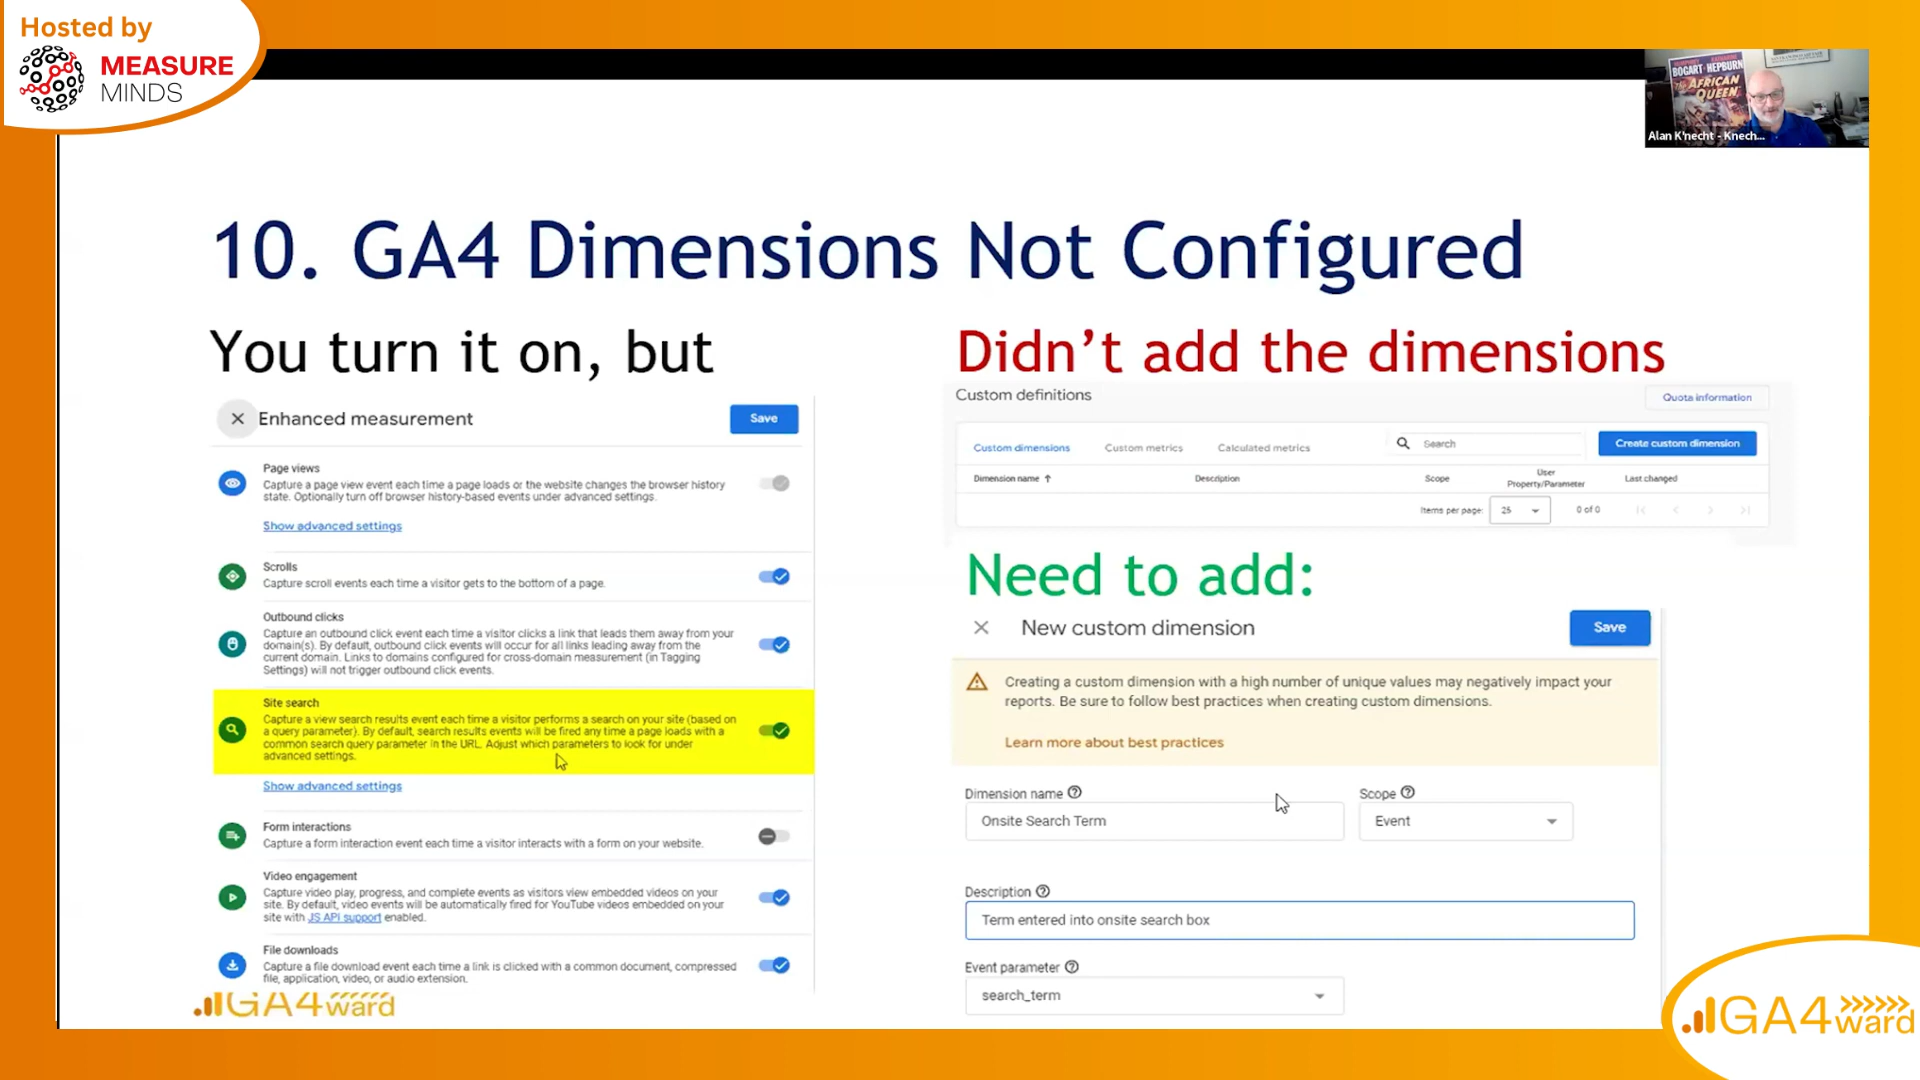 Hosted by
MEASURE
MINDS
BOGART · HEPBURN
THE AFRICAN
QUEEN
Alan K'necht - Knech...
10. GA4 Dimensions Not Configured
You turn it on, but
Enhanced measurement
Save
Page views
Capture a page view event each time a page loads or the website changes the browser history
state. Optionally turn off browser history-based events under advanced settings.
Show advanced settings
Scrolls
Capture scroll events each time a visitor gets to the bottom of a page.
Outbound clicks
Capture an outbound click event each time a visitor clicks a link that leads them away from your
domain(s). By default, outbound click events will occur for all links leading away from the
current domain. Links to domains configured for cross-domain measurement (in Tagging
Settings) will not trigger outbound click events.
Site search
Capture a view search results event each time a visitor performs a search on your site (based on
a query parameter). By default, search results events will be fired any time a page loads with a
common search query parameter in the URL. Adjust which parameters to look for under
advanced settings.
Show advanced settings
Form interactions
Capture a form interaction event each time a visitor interacts with a form on your website.
Video engagement
Capture video play, progress, and complete events as visitors view embedded videos on your
site. By default, video events will be automatically fired for YouTube videos embedded on your
site with JS API support enabled.
File downloads
Capture a file download event each time a link is clicked with a common document, compressed
file, application, video, or audio extension.
GA4ward
Didn't add the dimensions
Custom definitions
Quota information
Custom dimensions Custom metrics Calculated metrics
Search
Create custom dimension
Dimension name Description Scope User Property/Parameter Last changed
Items per page: 25 0 of 0
Need to add:
New custom dimension
Save
Creating a custom dimension with a high number of unique values may negatively impact your
reports. Be sure to follow best practices when creating custom dimensions.
Learn more about best practices
Dimension name Scope
Onsite Search Term Event
Description
Term entered into onsite search box
Event parameter
search_term
GA4ward